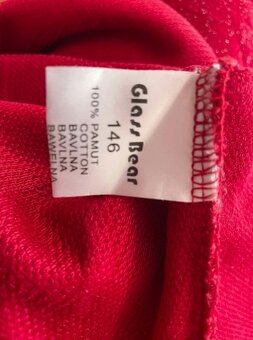 Glass Bear
146
100% PAMUT
COTTON
BAVLNA
BAVLNA
BAWEŁNA